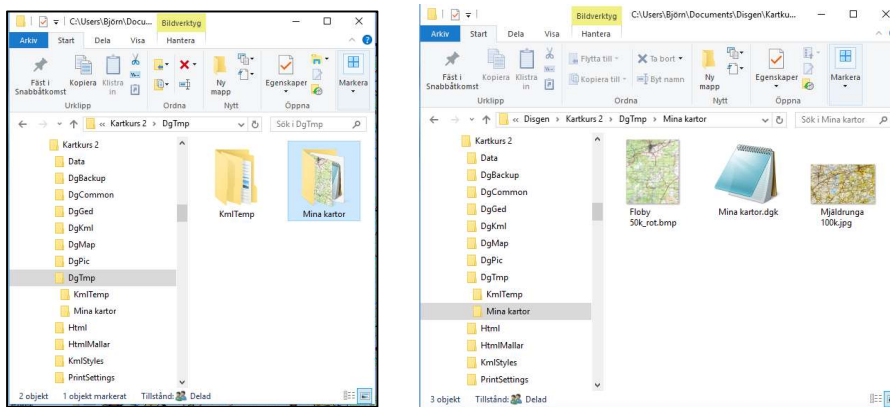 C:\Users\Björn\Docu...
Bildverktyg
Arkiv
Start
Dela
Visa
Hantera
Fäst i
Snabbåtkomst
Kopiera
Klistra
in
Ny
mapp
Egenskaper
Markera
Urklipp
Ordna
Nytt
Öppna
« Kartkurs 2 > DgTmp
Sök i DgTmp
Kartkurs 2
Data
DgBackup
DgCommon
DgGed
DgKml
DgMap
DgPic
DgTmp
KmlTemp
Mina kartor
Html
HtmlMallar
KmlStyles
PrintSettings
KmlTemp
Mina kartor
2 objekt
1 objekt markerat
Tillstånd: Delad
Bildverktyg
C:\Users\Björn\Documents\Disgen\Kartku...
Arkiv
Start
Dela
Visa
Hantera
Fäst i
Snabbåtkomst
Kopiera
Klistra
in
Flytta till
Kopiera till
Ta bort
Byt namn
Ny
mapp
Egenskaper
Markera
Urklipp
Ordna
Nytt
Öppna
« Disgen > Kartkurs 2 > DgTmp > Mina kartor
Sök i Mina kartor
Kartkurs 2
Data
DgBackup
DgCommon
DgGed
DgKml
DgMap
DgPic
DgTmp
KmlTemp
Mina kartor
Html
HtmlMallar
KmlStyles
PrintSettings
Floby
50k_rot.bmp
Mina kartor.dgk
Mjäldrunga
100k.jpg
3 objekt
Tillstånd: Delad